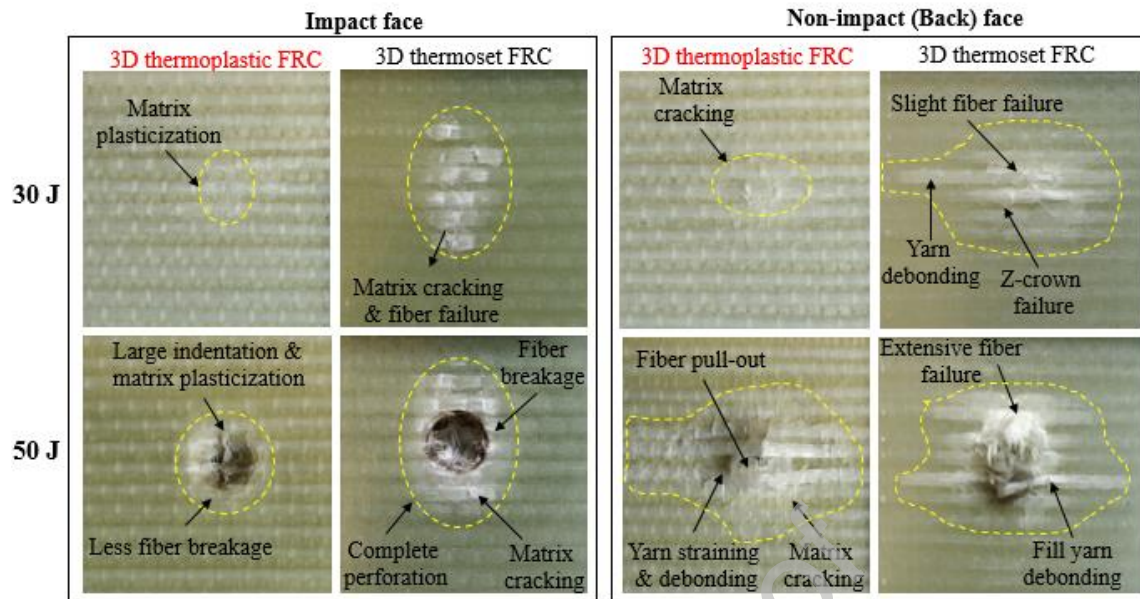 Impact face
Non-impact (Back) face
3D thermoplastic FRC
3D thermoset FRC
3D thermoplastic FRC
3D thermoset FRC
30 J
Matrix
plasticization
Matrix cracking
& fiber failure
Matrix
cracking
Slight fiber failure
Yarn
debonding
Z-crown
failure
50 J
Large indentation &
matrix plasticization
Less fiber breakage
Fiber
breakage
Complete
perforation
Matrix
cracking
Fiber pull-out
Yarn straining
& debonding
Matrix
cracking
Extensive fiber
failure
Fill yarn
debonding